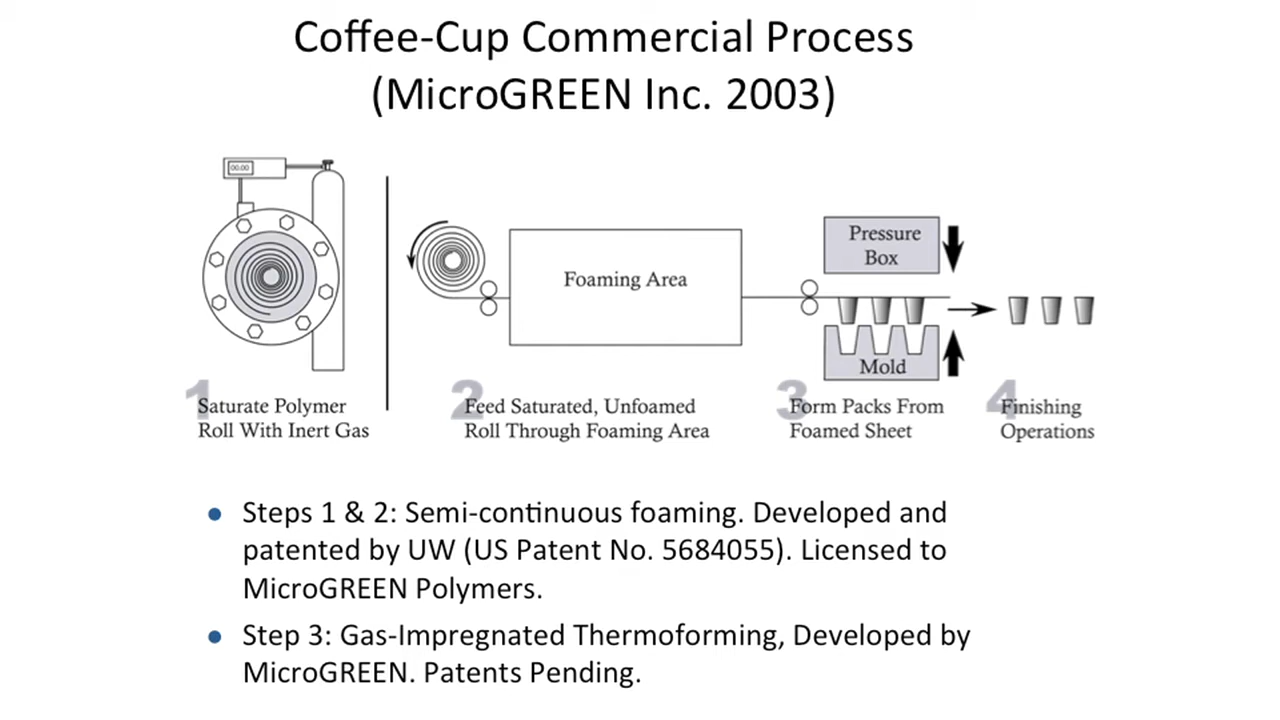 Coffee-Cup Commercial Process
(MicroGREEN Inc. 2003)
00.00
Foaming Area
Pressure
Box
Mold
1
Saturate Polymer
Roll With Inert Gas
2
Feed Saturated, Unfoamed
Roll Through Foaming Area
3
Form Packs From
Foamed Sheet
4
Finishing
Operations
• Steps 1 & 2: Semi-continuous foaming. Developed and
patented by UW (US Patent No. 5684055). Licensed to
MicroGREEN Polymers.
• Step 3: Gas-Impregnated Thermoforming, Developed by
MicroGREEN. Patents Pending.